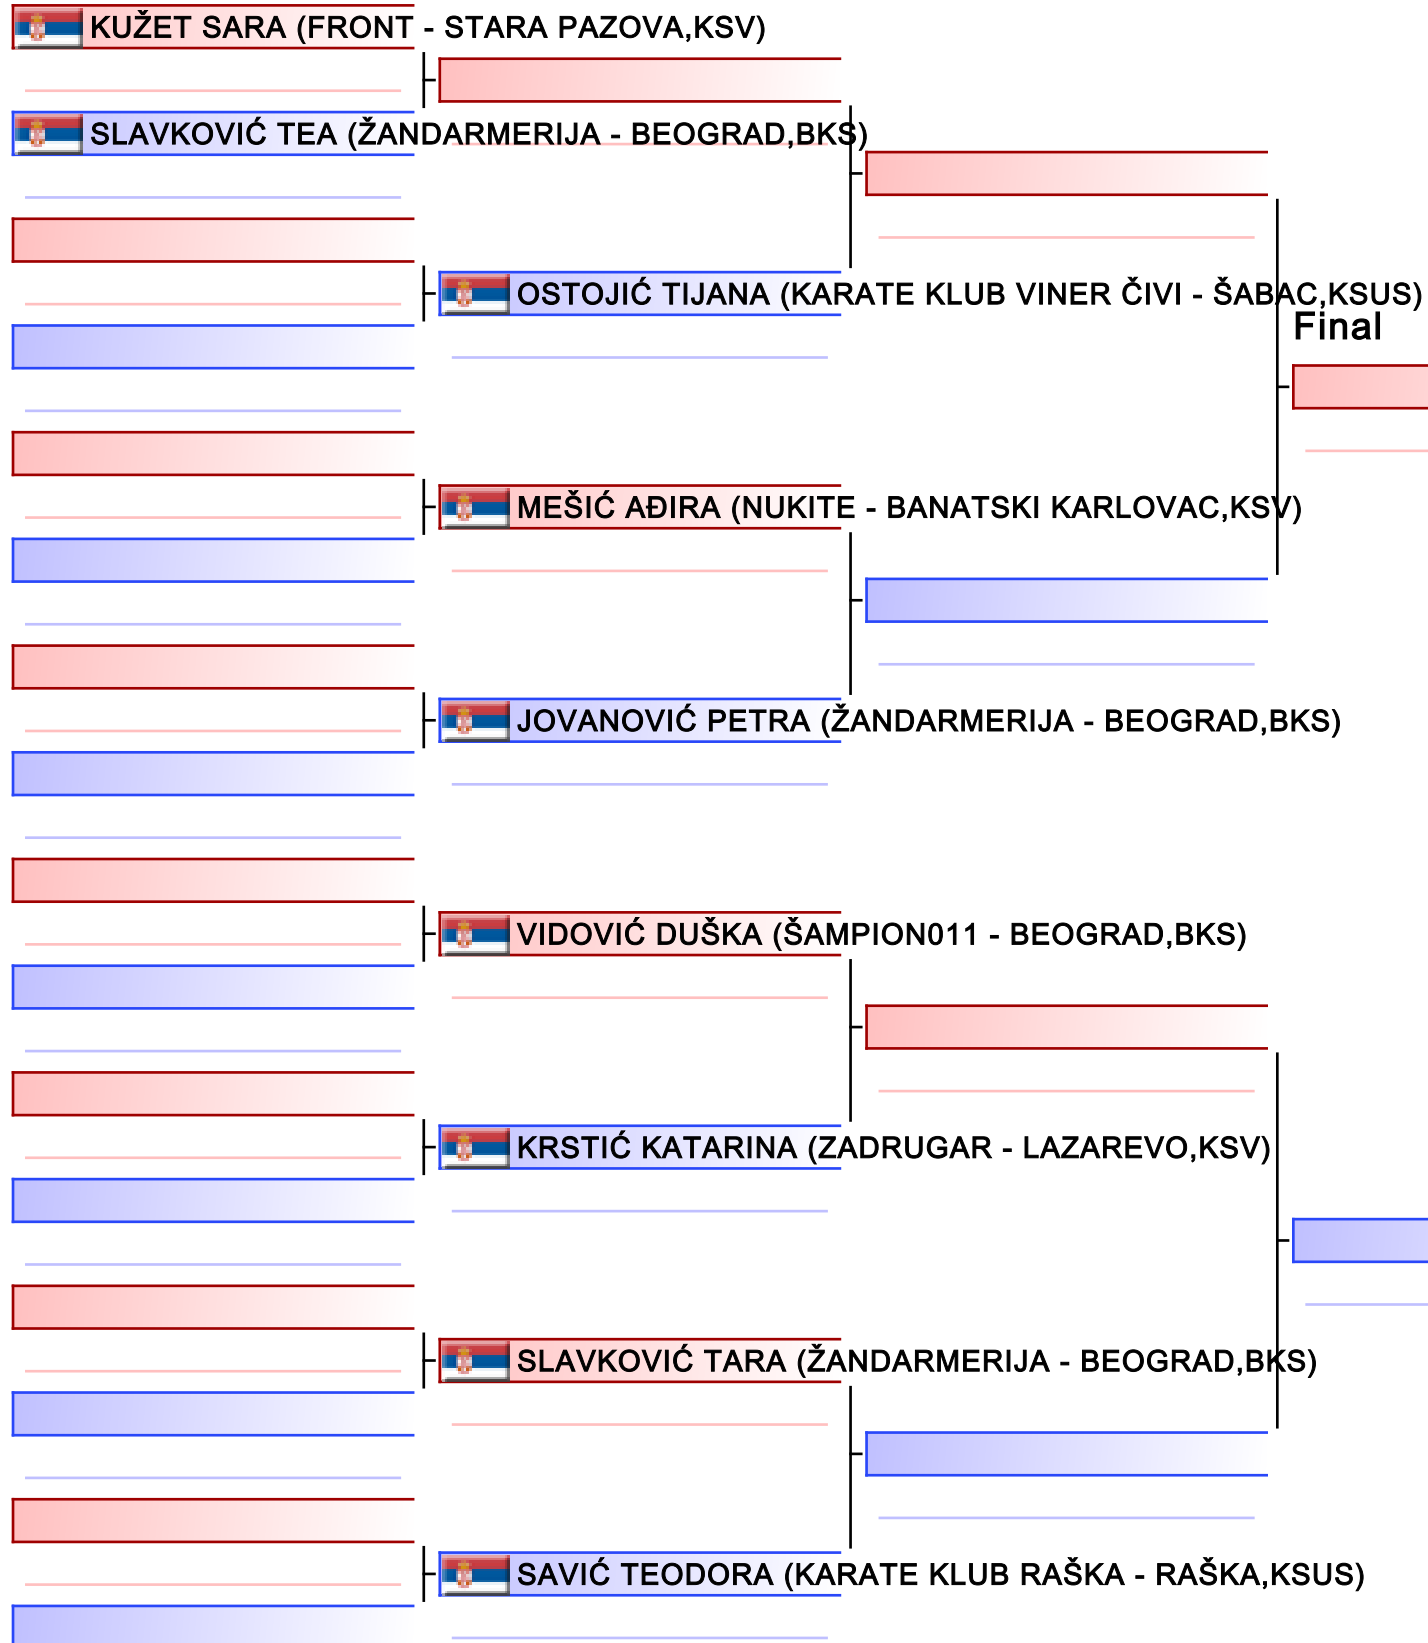 KUŽET SARA (FRONT - STARA PAZOVA,KSV)
SLAVKOVIĆ TEA (ŽANDARMERIJA - BEOGRAD,BKS)
OSTOJIĆ TIJANA (KARATE KLUB VINER ČIVI - ŠABAC,KSUS)
Final
MEŠIĆ AĐIRA (NUKITE - BANATSKI KARLOVAC,KSV)
JOVANOVIĆ PETRA (ŽANDARMERIJA - BEOGRAD,BKS)
VIDOVIĆ DUŠKA (ŠAMPION011 - BEOGRAD,BKS)
KRSTIĆ KATARINA (ZADRUGAR - LAZAREVO,KSV)
SLAVKOVIĆ TARA (ŽANDARMERIJA - BEOGRAD,BKS)
SAVIĆ TEODORA (KARATE KLUB RAŠKA - RAŠKA,KSUS)